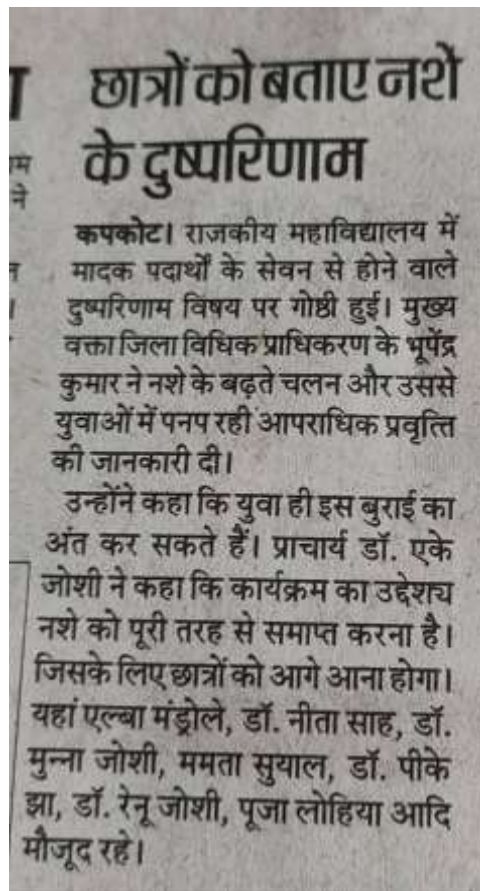 छात्रों को बताए नशे
के दुष्परिणाम
कपकोट। राजकीय महाविद्यालय में
मादक पदार्थों के सेवन से होने वाले
दुष्परिणाम विषय पर गोष्ठी हुई। मुख्य
वक्ता जिला विधिक प्राधिकरण के भूपेंद्र
कुमार ने नशे के बढ़ते चलन और उससे
युवाओं में पनप रही आपराधिक प्रवृत्ति
की जानकारी दी।
उन्होंने कहा कि युवा ही इस बुराई का
अंत कर सकते हैं। प्राचार्य डॉ. एके
जोशी ने कहा कि कार्यक्रम का उद्देश्य
नशे को पूरी तरह से समाप्त करना है।
जिसके लिए छात्रों को आगे आना होगा।
यहां एल्बा मंड्रोले, डॉ. नीता साह, डॉ.
मुन्ना जोशी, ममता सुयाल, डॉ. पीके
झा, डॉ. रेनू जोशी, पूजा लोहिया आदि
मौजूद रहे।